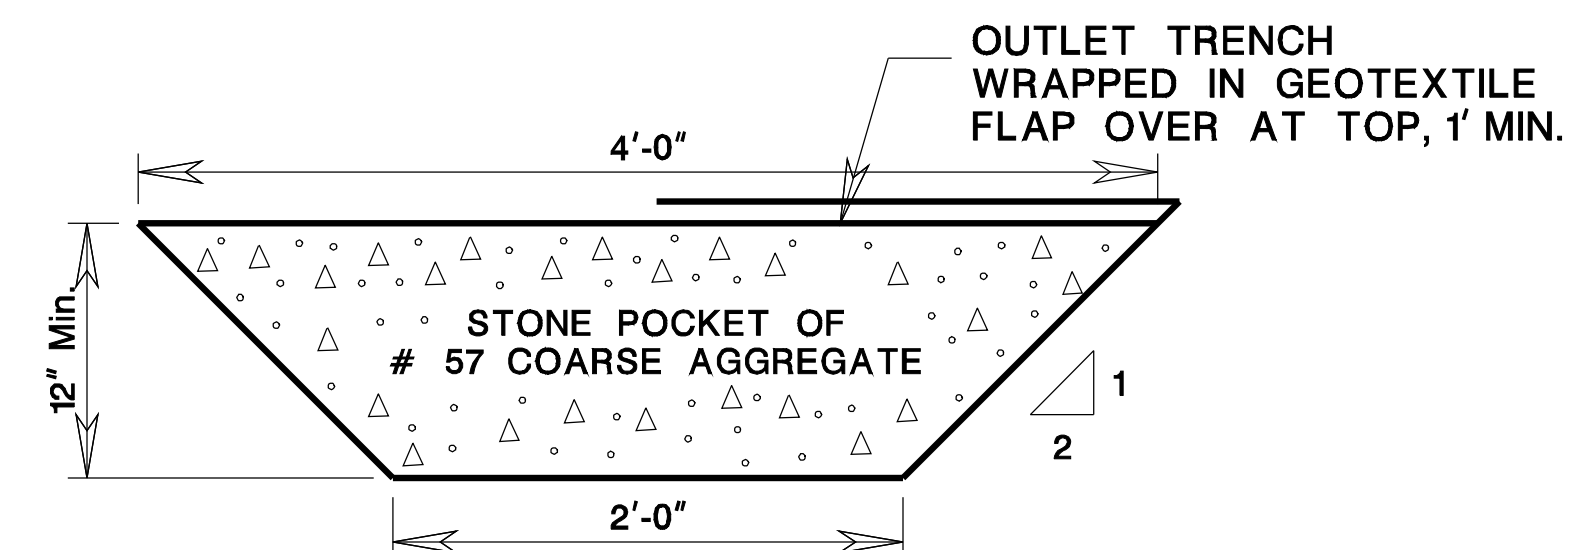 OUTLET TRENCH
WRAPPED IN GEOTEXTILE
FLAP OVER AT TOP, 1' MIN.
4'-0"
12" Min.
STONE POCKET OF
# 57 COARSE AGGREGATE
1
2
2'-0"